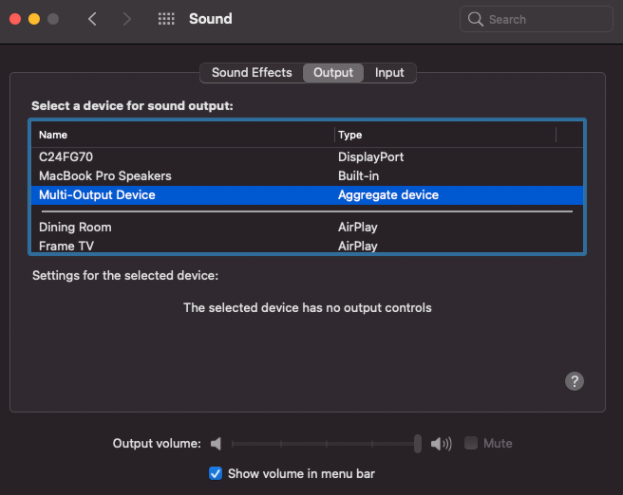 Sound
Search
Sound Effects Output Input
Select a device for sound output:
Name Type
C24FG70 DisplayPort
MacBook Pro Speakers Built-in
Multi-Output Device Aggregate device
Dining Room AirPlay
Frame TV AirPlay
Settings for the selected device:
The selected device has no output controls
?
Output volume: Mute
Show volume in menu bar